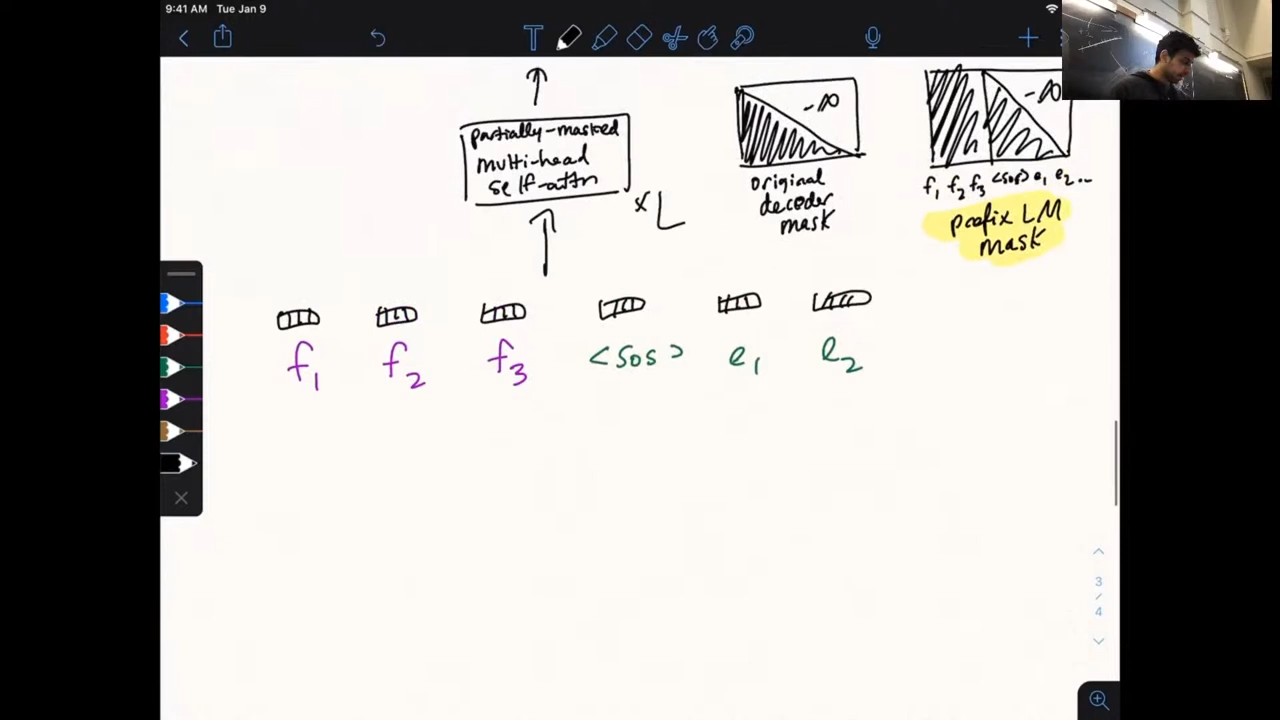 9:41 AM Tue Jan 9
T
partially-masked
multi-head
self-attn
× L
-∞
original
decoder
mask
-∞
f1 f2 f3 <sos> e1 e2 ...
prefix LM
mask
f1 f2 f3 <sos> e1 e2
3
/
4